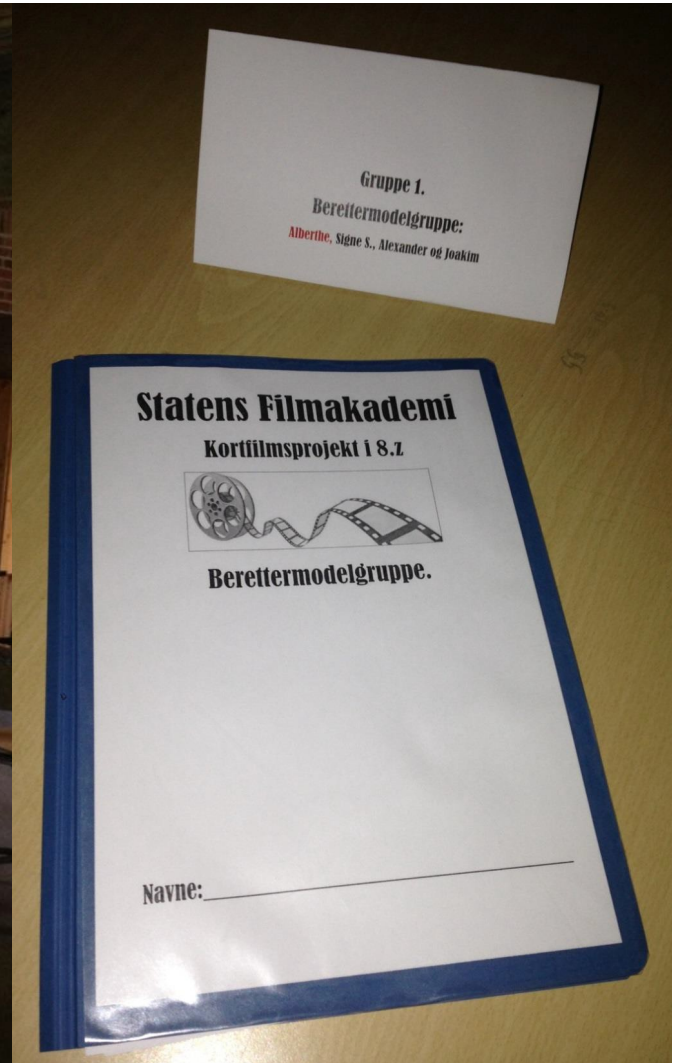 Gruppe 1.
Berettermodelgruppe:
Alberthe, Signe S., Alexander og Joakim
Statens Filmakademi
Kortfilmsprojekt i 8.z
Berettermodelgruppe.
Navne: